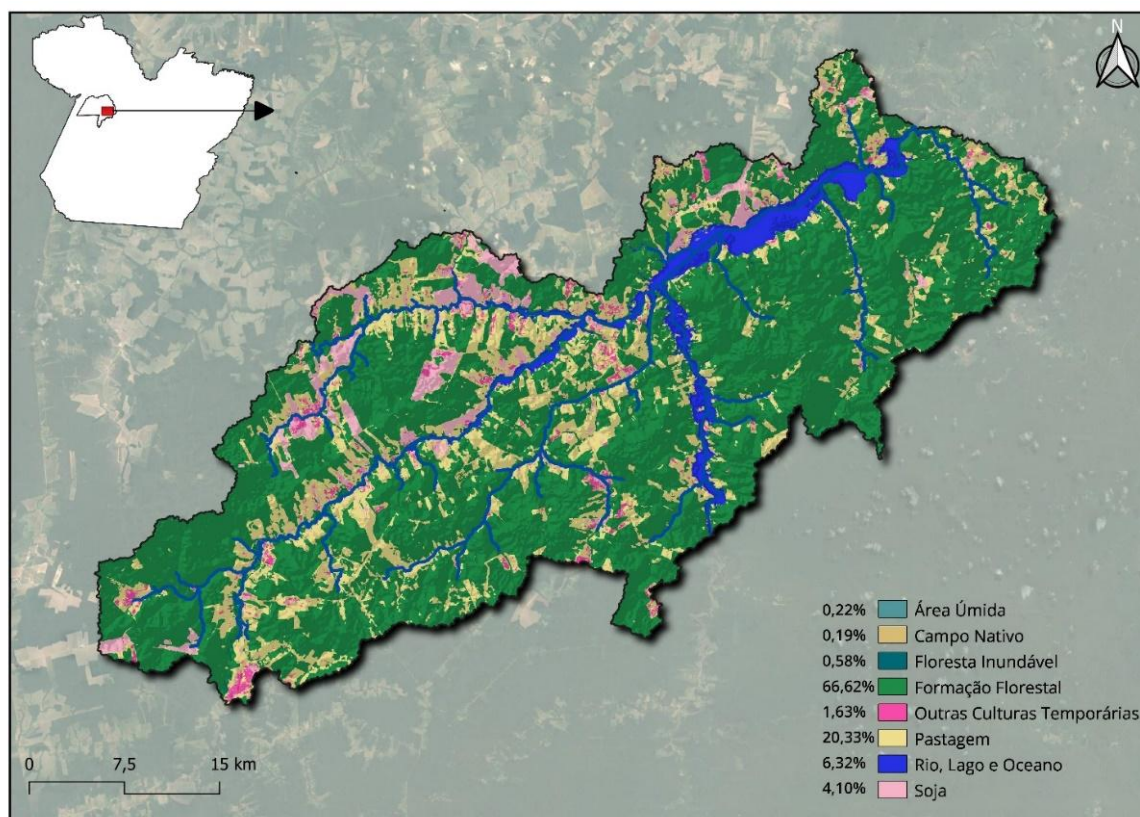 N
0,22% Área Úmida
0,19% Campo Nativo
0,58% Floresta Inundável
66,62% Formação Florestal
1,63% Outras Culturas Temporárias
20,33% Pastagem
6,32% Rio, Lago e Oceano
4,10% Soja
0 7,5 15 km